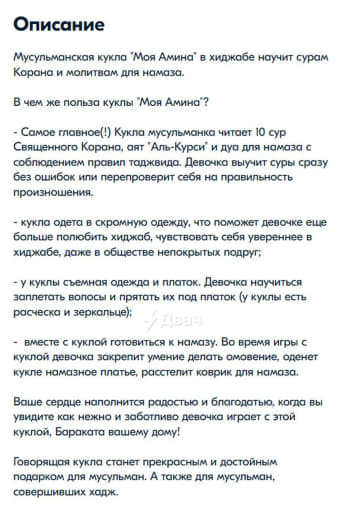 Описание
Мусульманская кукла "Моя Амина" в хиджабе научит сурам
Корана и молитвам для намаза.
В чем же польза куклы "Моя Амина"?
- Самое главное(!) Кукла мусульманка читает 10 сур
Священного Корана, аят "Аль-Курси" и дуа для намаза с
соблюдением правил таджвида. Девочка выучит суры сразу
без ошибок или перепроверит себя на правильность
произношения.
- кукла одета в скромную одежду, что поможет девочке еще
больше полюбить хиджаб, чувствовать себя увереннее в
хиджабе, даже в обществе непокрытых подруг;
- у куклы съемная одежда и платок. Девочка научиться
заплетать волосы и прятать их под платок (у куклы есть
расческа и зеркальце);
Двач
- вместе с куклой готовиться к намазу. Во время игры с
куклой девочка закрепит умение делать омовение, оденет
кукле намазное платье, расстелит коврик для намаза.
Ваше сердце наполнится радостью и благодатью, когда вы
увидите как нежно и заботливо девочка играет с этой
куклой, Бараката вашему дому!
Говорящая кукла станет прекрасным и достойным
подарком для мусульман. А также для мусульман,
совершивших хадж.